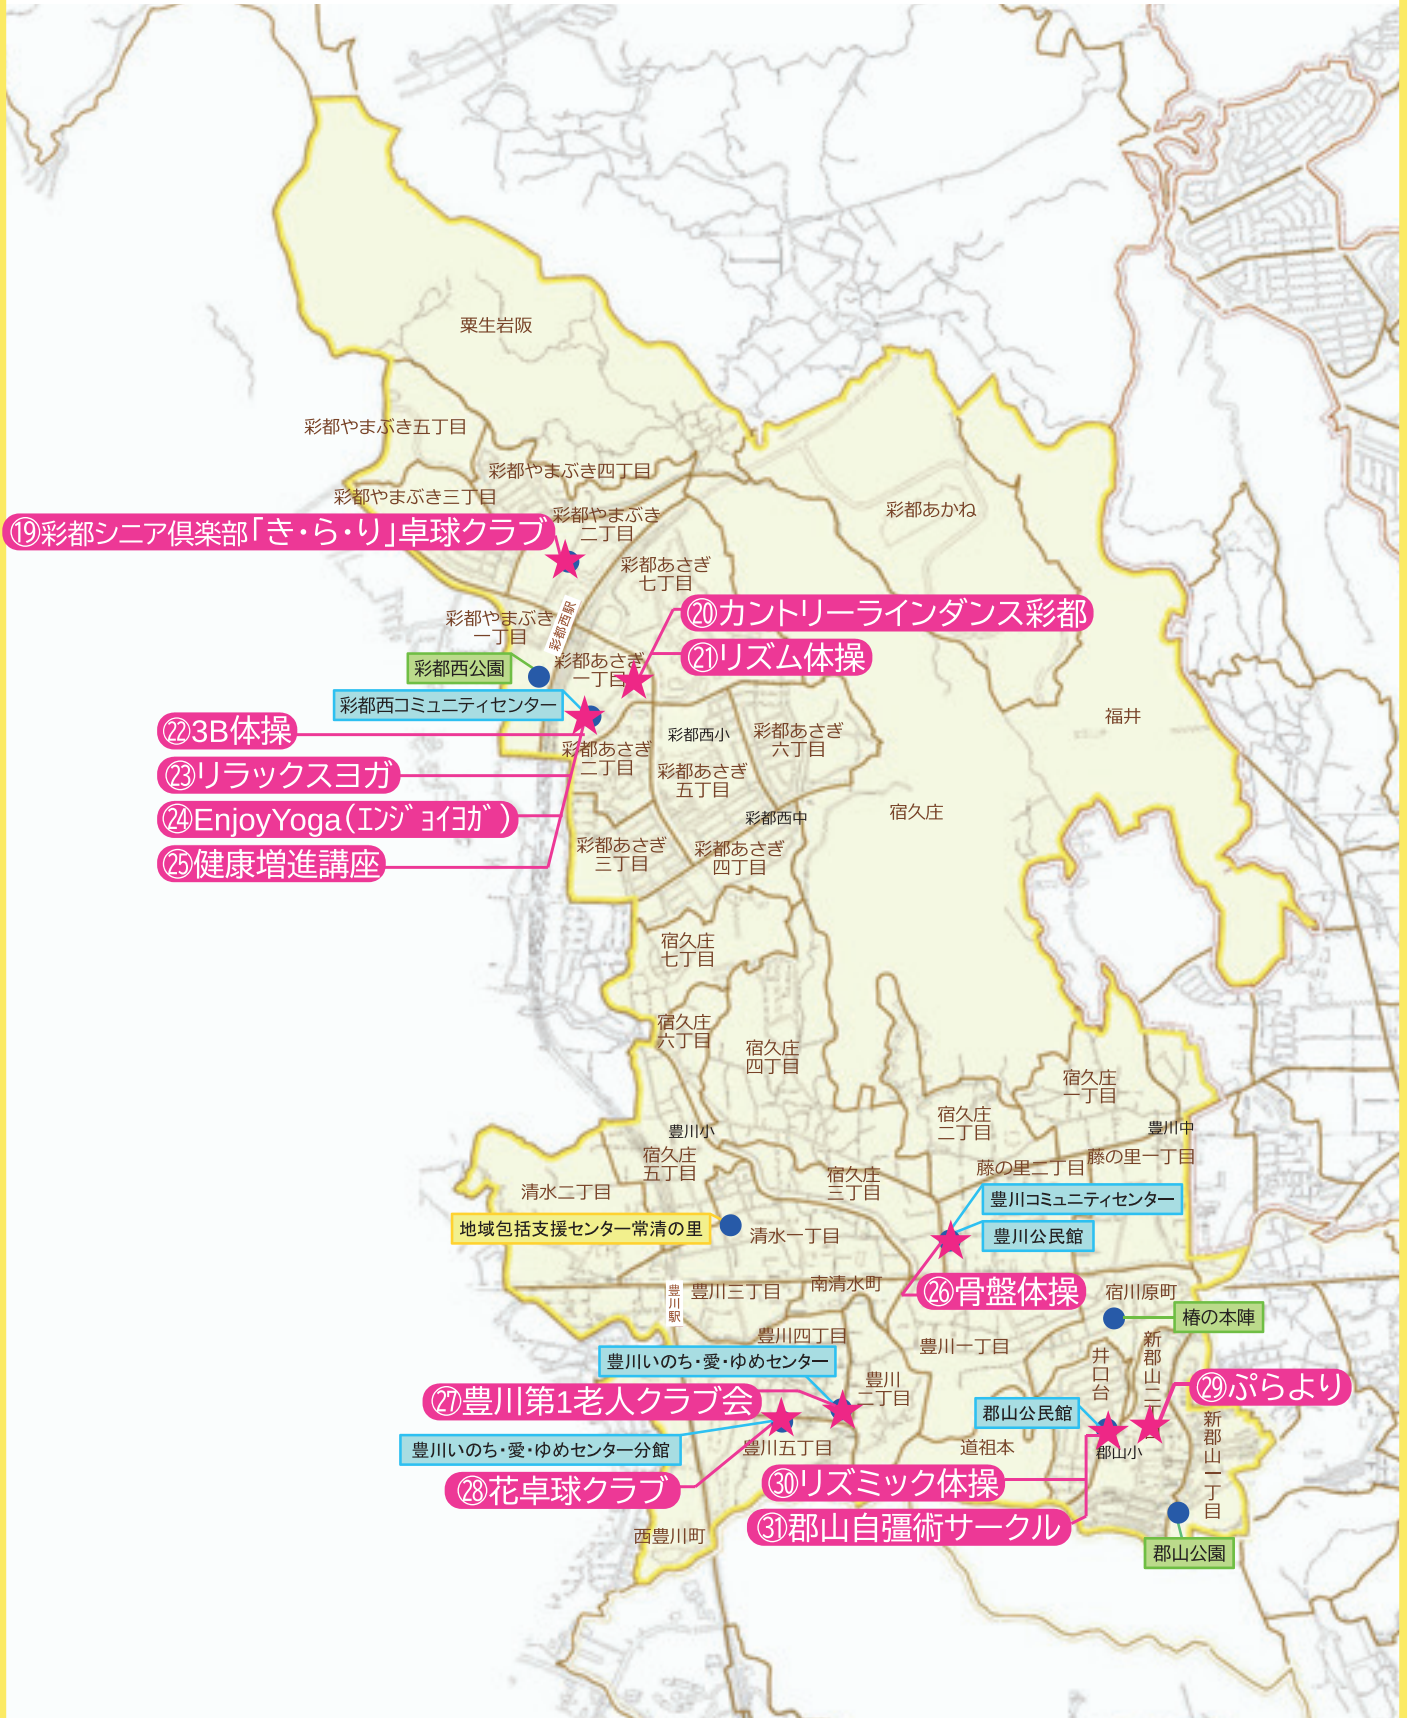 粟生岩阪
彩都やまぶき五丁目
彩都やまぶき四丁目
彩都やまぶき三丁目
彩都あかね
⑲彩都シニア倶楽部「き・ら・り」卓球クラブ
彩都やまぶき
二丁目
彩都あさぎ
七丁目
彩都やまぶき
一丁目
彩都西駅
⑳カントリーラインダンス彩都
㉑リズム体操
彩都西公園
彩都あさぎ
一丁目
彩都西コミュニティセンター
㉒3B体操
彩都西小
彩都あさぎ
六丁目
福井
彩都あさぎ
二丁目
㉓リラックスヨガ
彩都あさぎ
五丁目
㉔EnjoyYoga(エンジョイヨガ)
彩都西中
宿久庄
彩都あさぎ
三丁目
彩都あさぎ
四丁目
㉕健康増進講座
宿久庄
七丁目
宿久庄
六丁目
宿久庄
四丁目
宿久庄
一丁目
宿久庄
二丁目
豊川小
豊川中
宿久庄
五丁目
藤の里二丁目
藤の里一丁目
宿久庄
三丁目
清水二丁目
豊川コミュニティセンター
地域包括支援センター常清の里
清水一丁目
豊川公民館
豊川駅
豊川三丁目
南清水町
㉖骨盤体操
宿川原町
椿の本陣
豊川四丁目
豊川一丁目
豊川いのち・愛・ゆめセンター
井口台
新郡山二
豊川
二丁目
㉗豊川第1老人クラブ会
㉙ぷらより
郡山公民館
新郡山一丁目
豊川いのち・愛・ゆめセンター分館
豊川五丁目
道祖本
郡山小
㉘花卓球クラブ
㉚リズミック体操
㉛郡山自彊術サークル
西豊川町
郡山公園